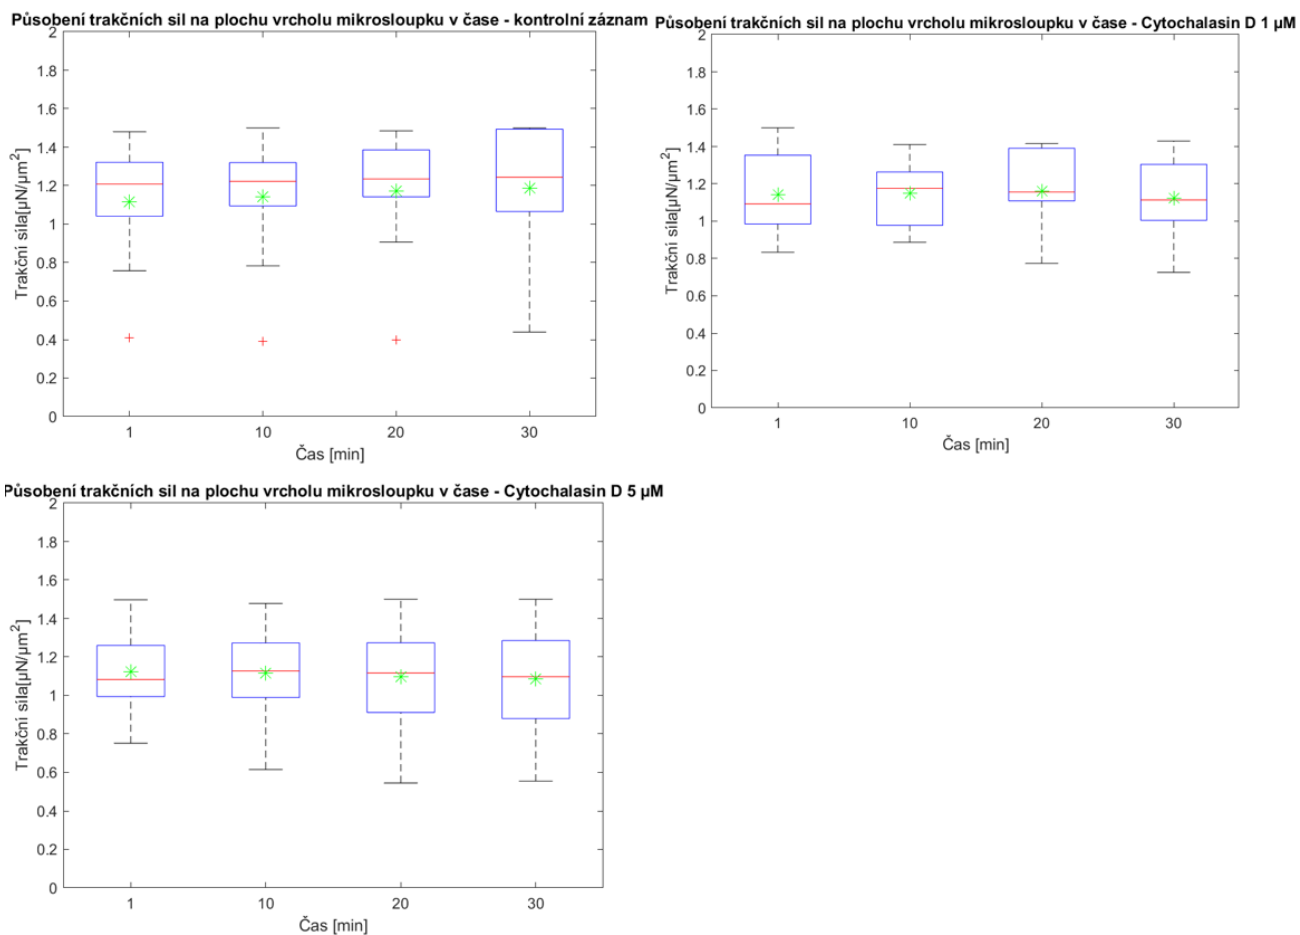 Působení trakčních sil na plochu vrcholu mikrosloupku v čase - kontrolní záznam
2
1.8
1.6
1.4
1.2
1
0.8
0.6
0.4
0.2
0
Trakční síla[µN/µm²]
1 10 20 30
Čas [min]
Působení trakčních sil na plochu vrcholu mikrosloupku v čase - Cytochalasin D 1 µM
2
1.8
1.6
1.4
1.2
1
0.8
0.6
0.4
0.2
0
Trakční síla[µN/µm²]
1 10 20 30
Čas [min]
Působení trakčních sil na plochu vrcholu mikrosloupku v čase - Cytochalasin D 5 µM
2
1.8
1.6
1.4
1.2
1
0.8
0.6
0.4
0.2
0
Trakční síla[µN/µm²]
1 10 20 30
Čas [min]